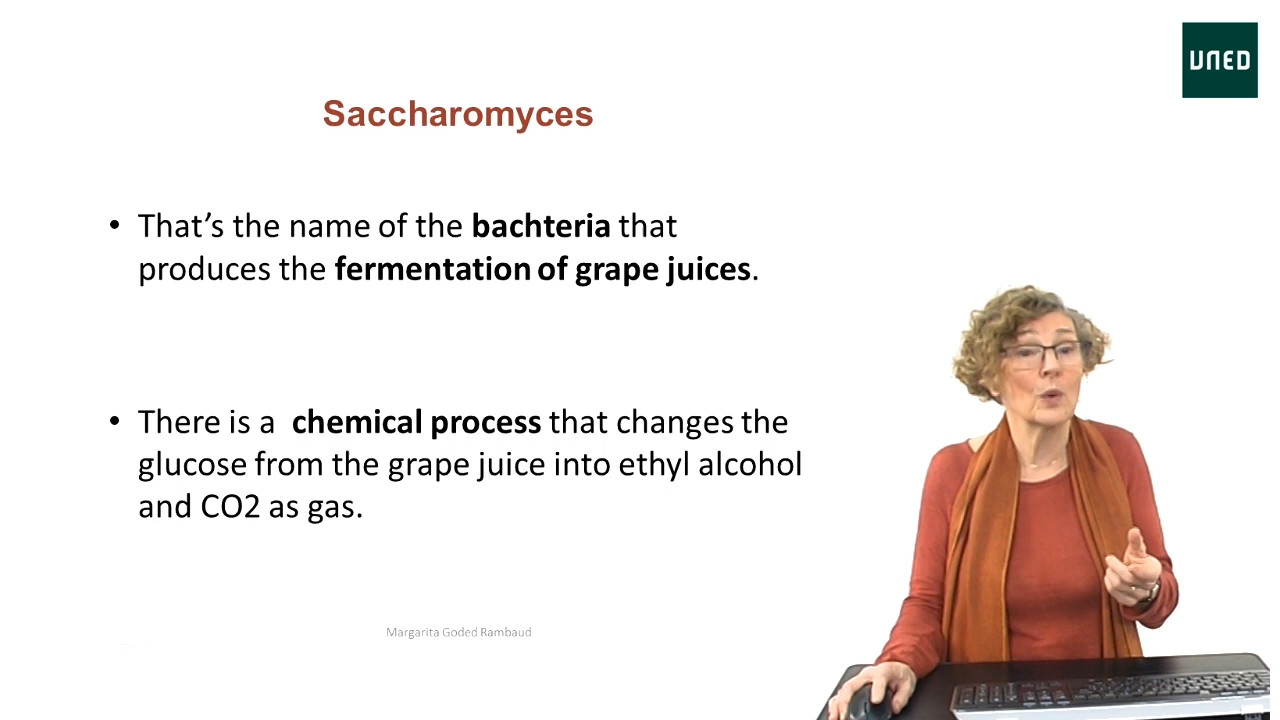 UNED
Saccharomyces
• That’s the name of the bachteria that
produces the fermentation of grape juices.
• There is a chemical process that changes the
glucose from the grape juice into ethyl alcohol
and CO2 as gas.
Margarita Goded Rambaud